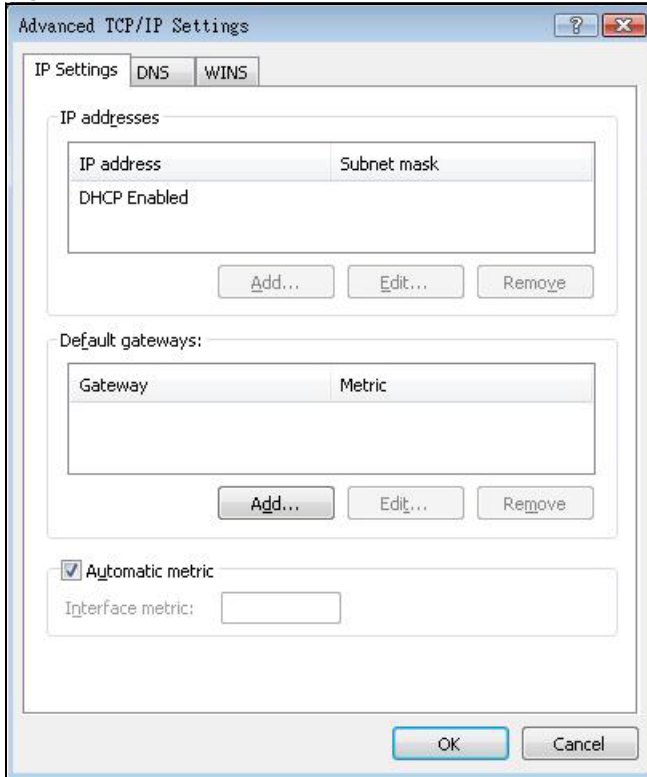 Advanced TCP/IP Settings
IP Settings DNS WINS
IP addresses
IP address Subnet mask
DHCP Enabled
Add... Edit... Remove
Default gateways:
Gateway Metric
Add... Edit... Remove
Automatic metric
Interface metric:
OK Cancel